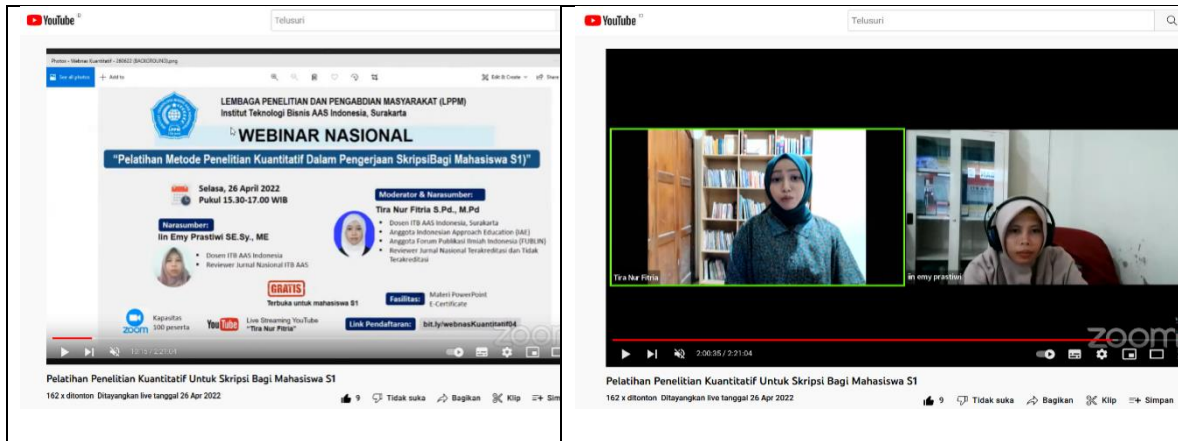 YouTube ID
Telusuri
Photos - Webinar Kuantitatif - 260422 (BACKGROUND).png
See all photos + Add to
Edit & Create
Share
LEMBAGA PENELITIAN DAN PENGABDIAN MASYARAKAT (LPPM)
Institut Teknologi Bisnis AAS Indonesia, Surakarta
WEBINAR NASIONAL
“Pelatihan Metode Penelitian Kuantitatif Dalam Pengerjaan SkripsiBagi Mahasiswa S1)”
Selasa, 26 April 2022
Pukul 15.30-17.00 WIB
Narasumber:
Iin Emy Prastiwi SE.Sy., ME
• Dosen ITB AAS Indonesia
• Reviewer Jurnal Nasional ITB AAS
Moderator & Narasumber:
Tira Nur Fitria S.Pd., M.Pd
• Dosen ITB AAS Indonesia, Surakarta
• Anggota Indonesian Approach Education (IAE)
• Anggota Forum Publikasi Ilmiah Indonesia (FUBLIN)
• Reviewer Jurnal Nasional Terakreditasi dan Tidak
Terakreditasi
GRATIS
Terbuka untuk mahasiswa S1
Fasilitas:
Materi PowerPoint
E-Certificate
zoom
Kapasitas
100 peserta
YouTube
Live Streaming YouTube
"Tira Nur Fitria"
Link Pendaftaran:
bit.ly/webnasKuantitatif04
zoom
/ 2:21:04
Pelatihan Penelitian Kuantitatif Untuk Skripsi Bagi Mahasiswa S1
162 x ditonton Ditayangkan live tanggal 26 Apr 2022
9 Tidak suka Bagikan Klip Sim
YouTube ID
Telusuri
Tira Nur Fitria
iin emy prastiwi
zoom
2:00:35 / 2:21:04
Pelatihan Penelitian Kuantitatif Untuk Skripsi Bagi Mahasiswa S1
162 x ditonton Ditayangkan live tanggal 26 Apr 2022
9 Tidak suka Bagikan Klip Simpan